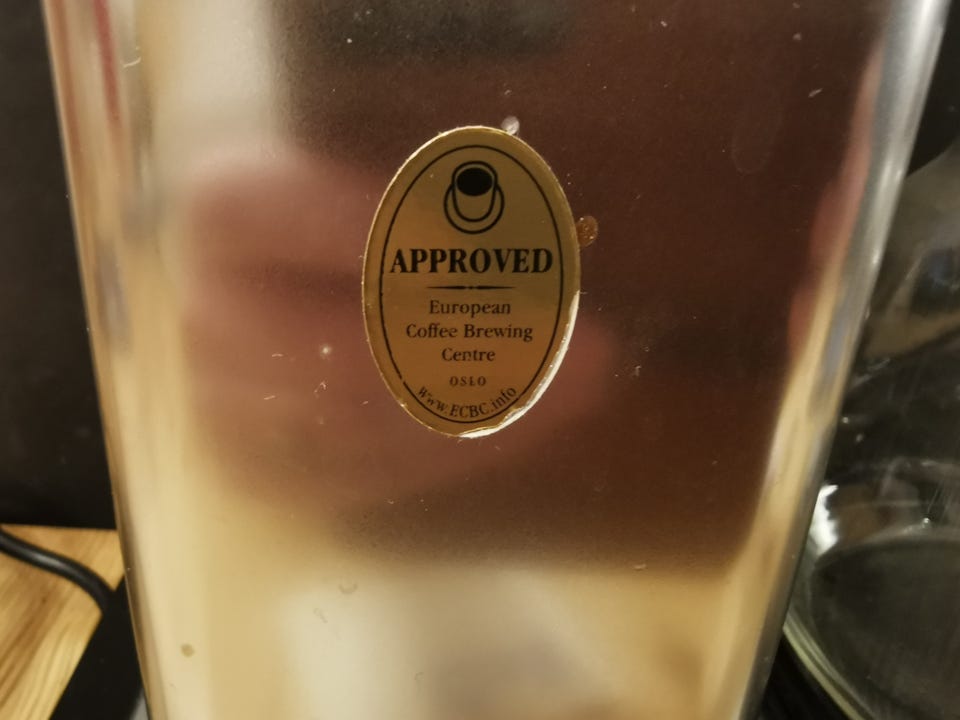 APPROVED
European
Coffee Brewing
Centre
OSLO
www.ECBC.info